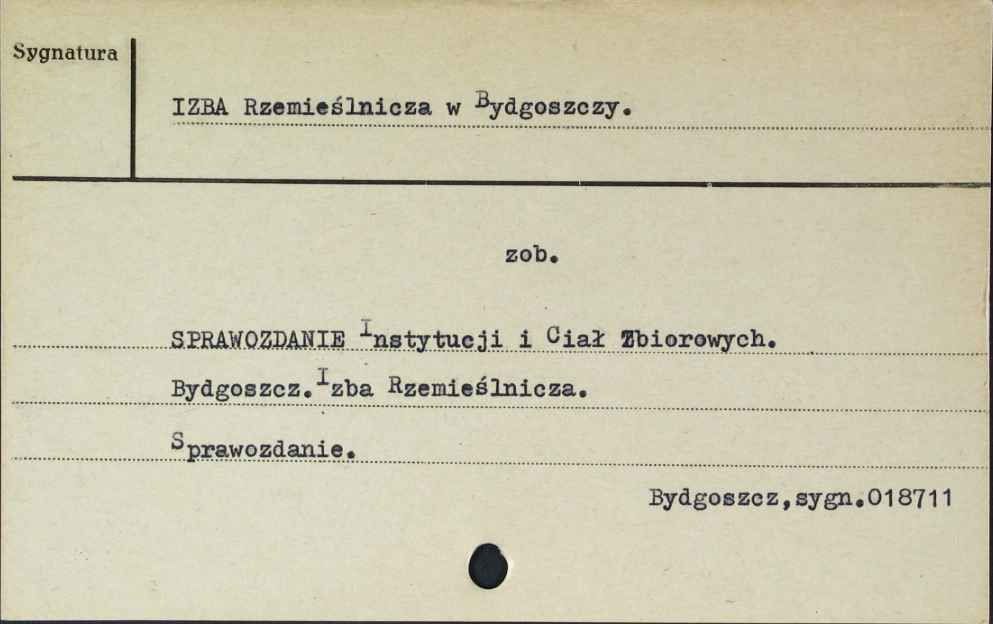 Sygnatura
IZBA Rzemieślnicza w Bydgoszczy.
zob.
SPRAWOZDANIE Instytucji i Ciał Zbiorowych.
Bydgoszcz.Izba Rzemieślnicza.
Sprawozdanie.
Bydgoszcz,sygn.018711